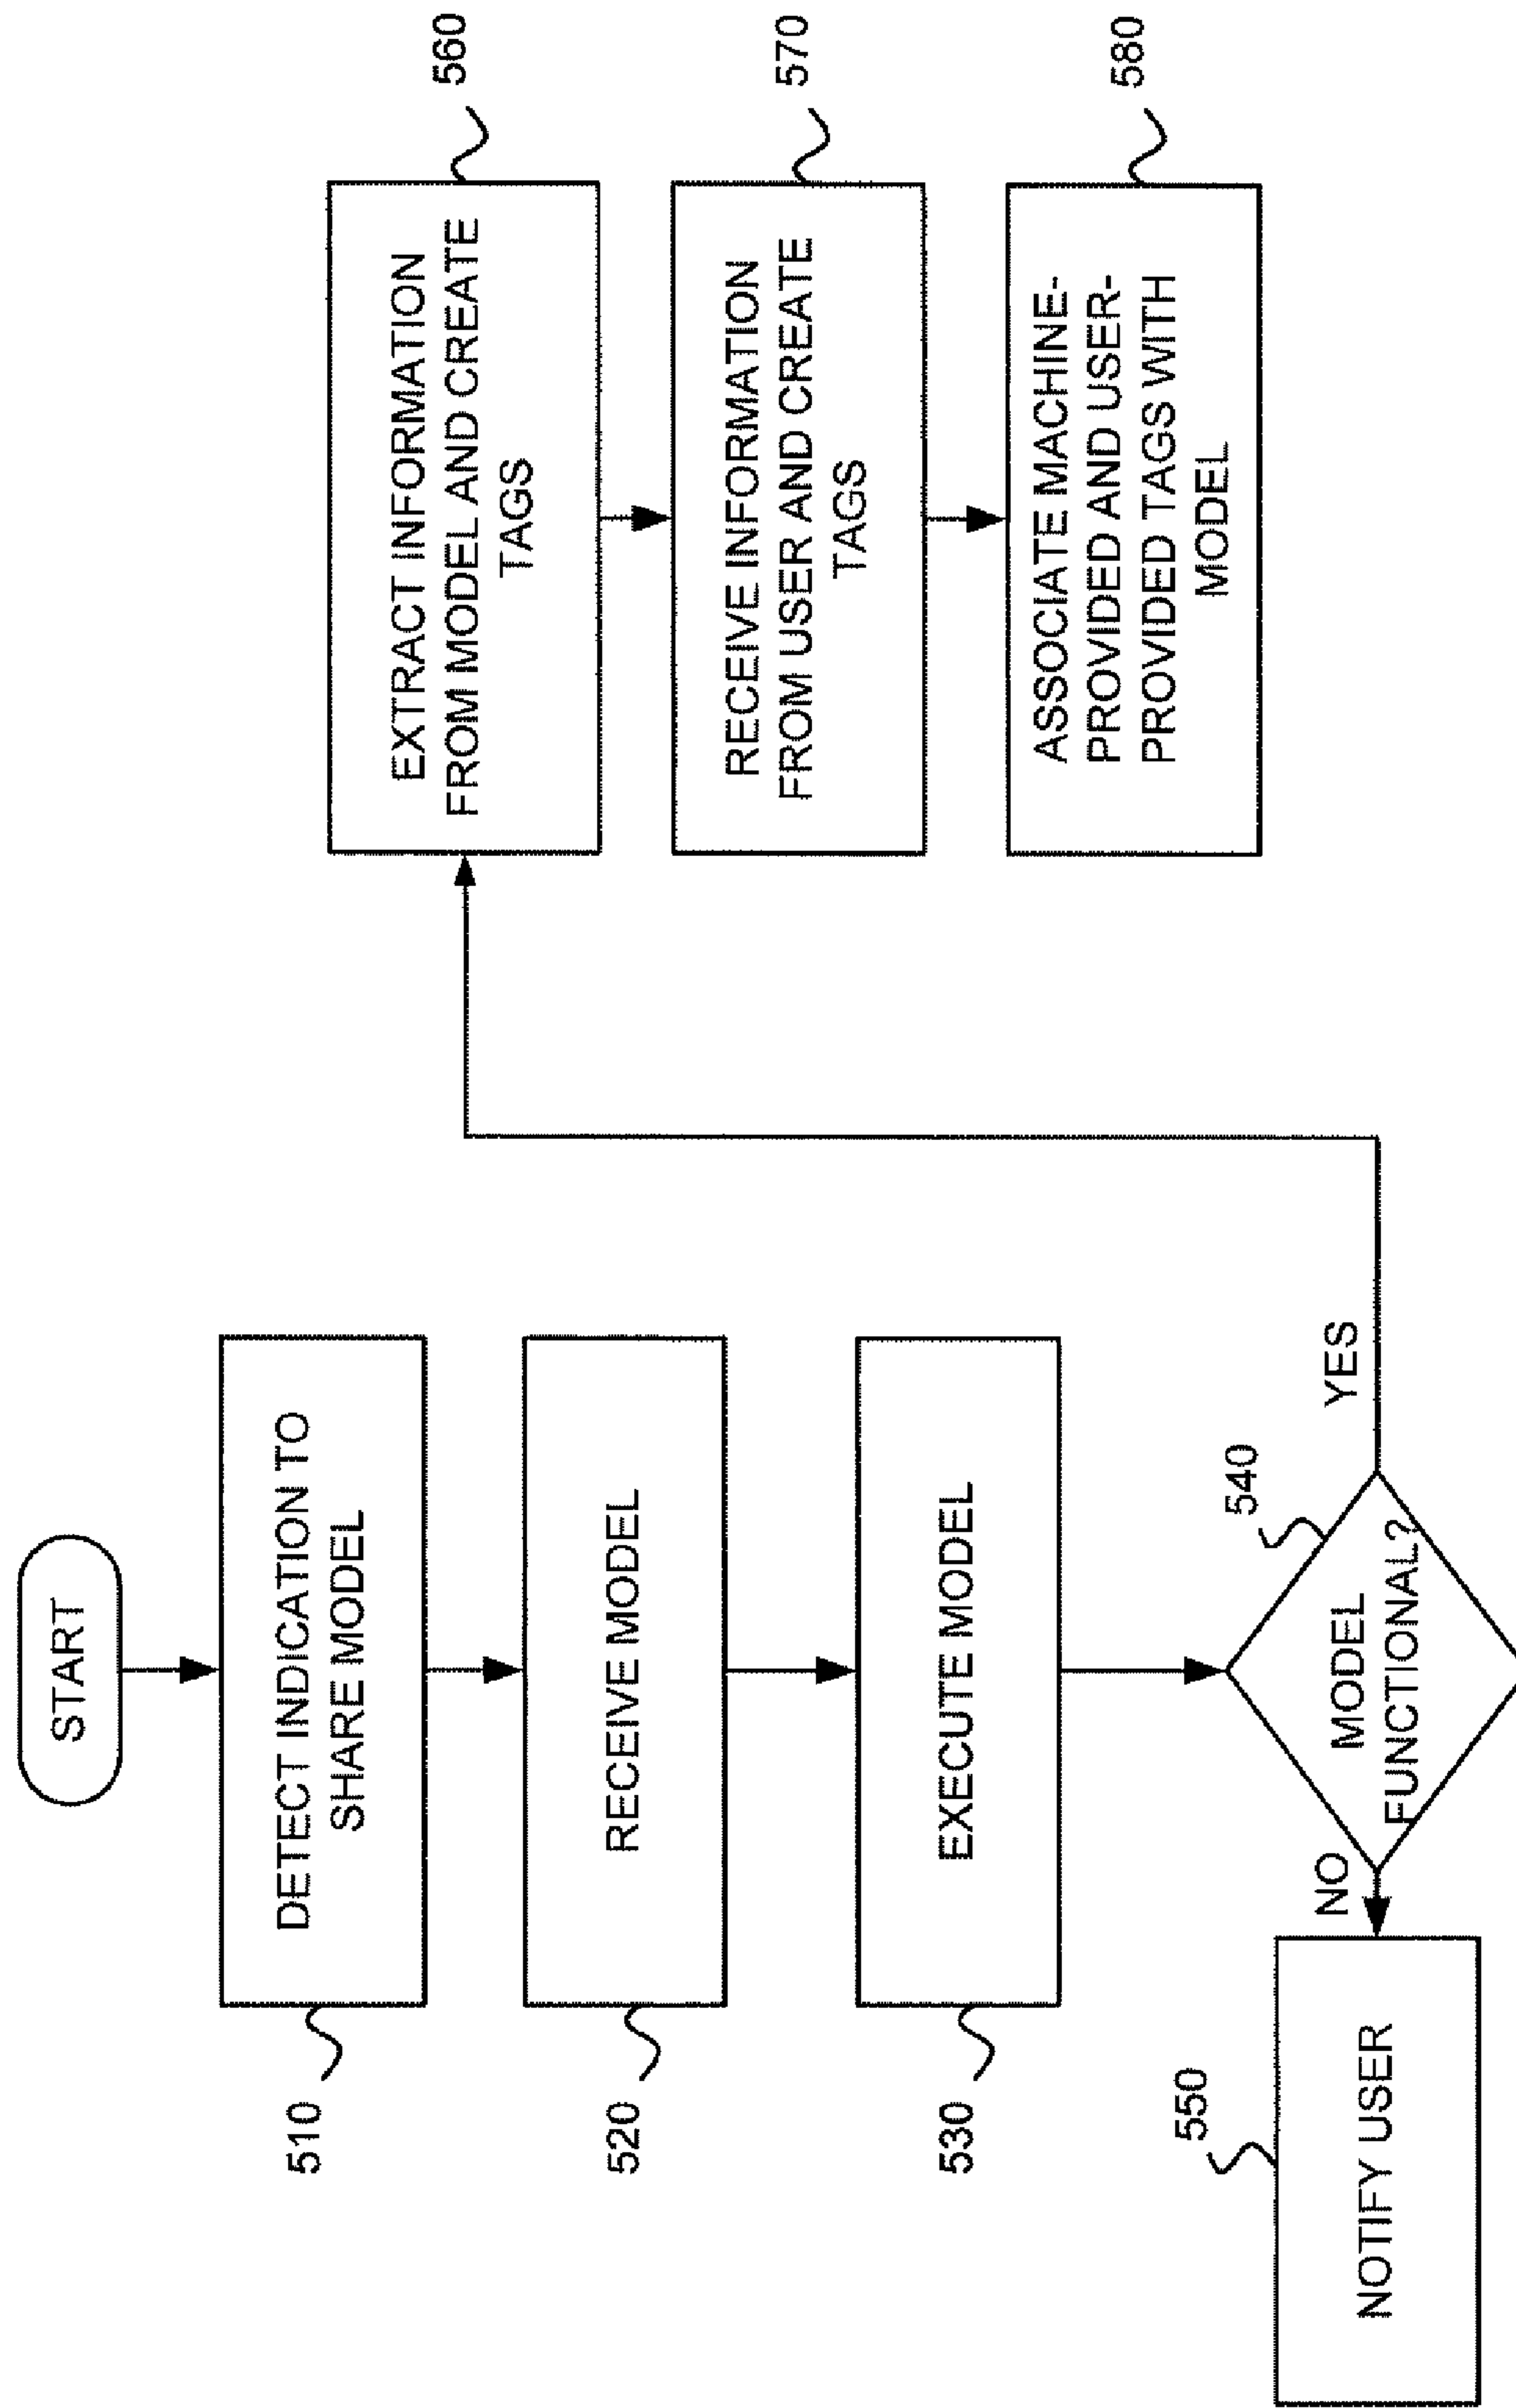 START
DETECT INDICATION TO
SHARE MODEL
510
RECEIVE MODEL
520
EXECUTE MODEL
530
MODEL
FUNCTIONAL?
540
NO
YES
NOTIFY USER
550
EXTRACT INFORMATION
FROM MODEL AND CREATE
TAGS
560
RECEIVE INFORMATION
FROM USER AND CREATE
TAGS
570
ASSOCIATE MACHINE-
PROVIDED AND USER-
PROVIDED TAGS WITH
MODEL
580